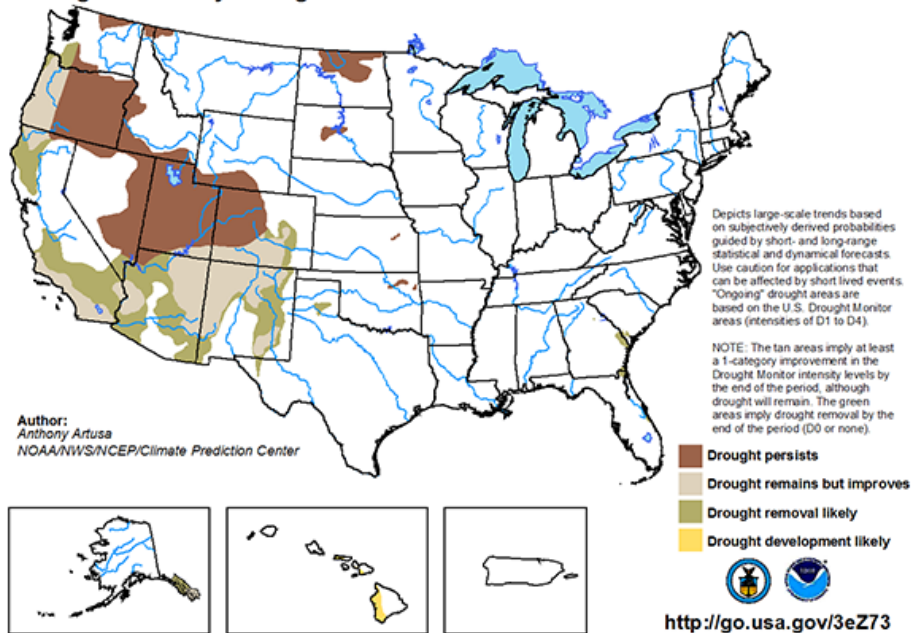 Depicts large-scale trends based
on subjectively derived probabilities
guided by short- and long-range
statistical and dynamical forecasts.
Use caution for applications that
can be affected by short lived events.
"Ongoing" drought areas are
based on the U.S. Drought Monitor
areas (intensities of D1 to D4).
NOTE: The tan areas imply at least
a 1-category improvement in the
Drought Monitor intensity levels by
the end of the period, although
drought will remain. The green
areas imply drought removal by the
end of the period (D0 or none).
Author:
Anthony Artusa
NOAA/NWS/NCEP/Climate Prediction Center
Drought persists
Drought remains but improves
Drought removal likely
Drought development likely
http://go.usa.gov/3eZ73